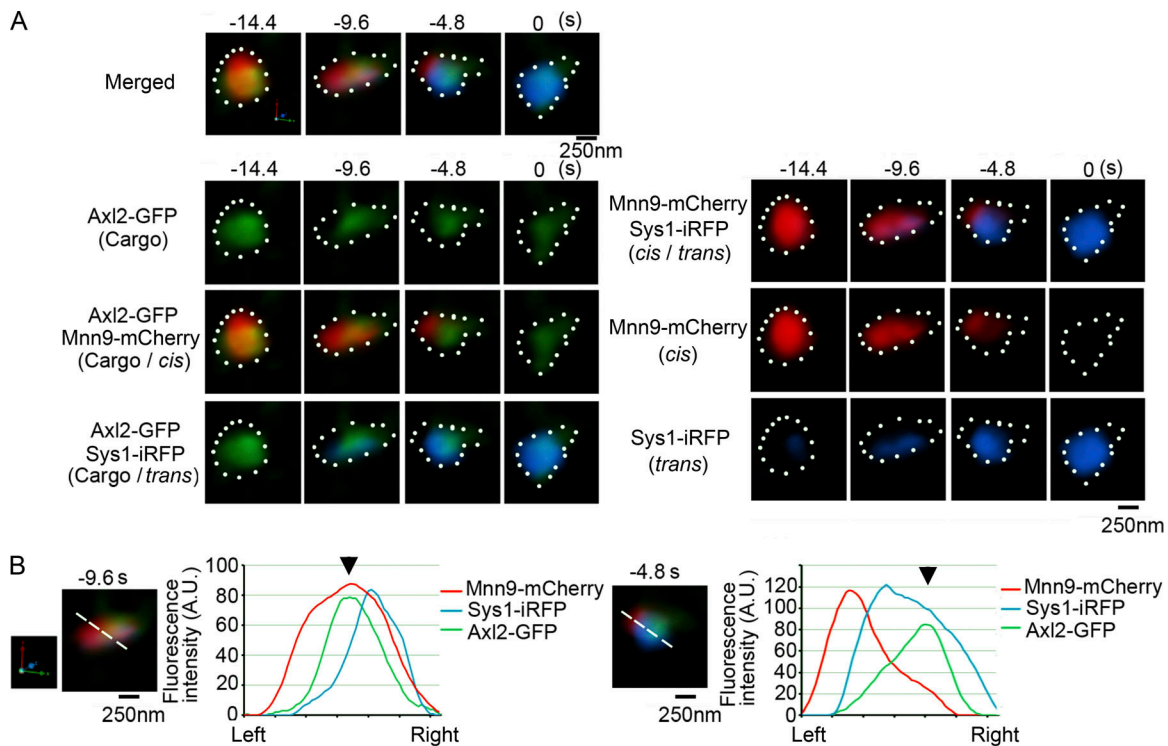 A
-14.4 -9.6 -4.8 0 (s)
Merged
250nm
-14.4 -9.6 -4.8 0 (s)
Axl2-GFP
(Cargo)
Axl2-GFP
Mnn9-mCherry
(Cargo / cis)
Axl2-GFP
Sys1-iRFP
(Cargo / trans)
-14.4 -9.6 -4.8 0 (s)
Mnn9-mCherry
Sys1-iRFP
(cis / trans)
Mnn9-mCherry
(cis)
Sys1-iRFP
(trans)
250nm
B
-9.6 s
250nm
Fluorescence
intensity (A.U.)
100
80
60
40
20
0
Left Right
Mnn9-mCherry
Sys1-iRFP
Axl2-GFP
-4.8 s
250nm
Fluorescence
intensity (A.U.)
120
100
80
60
40
20
0
Left Right
Mnn9-mCherry
Sys1-iRFP
Axl2-GFP